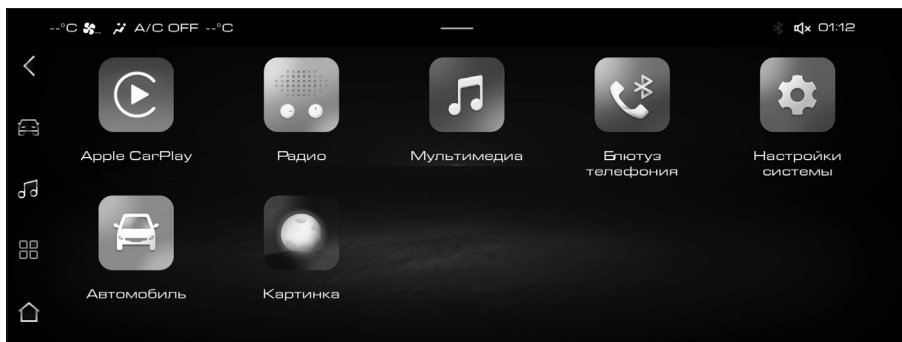 --°C A/C OFF --°C
01:12
Apple CarPlay
Радио
Мультимедиа
Блютуз
телефония
Настройки
системы
Автомобиль
Картинка